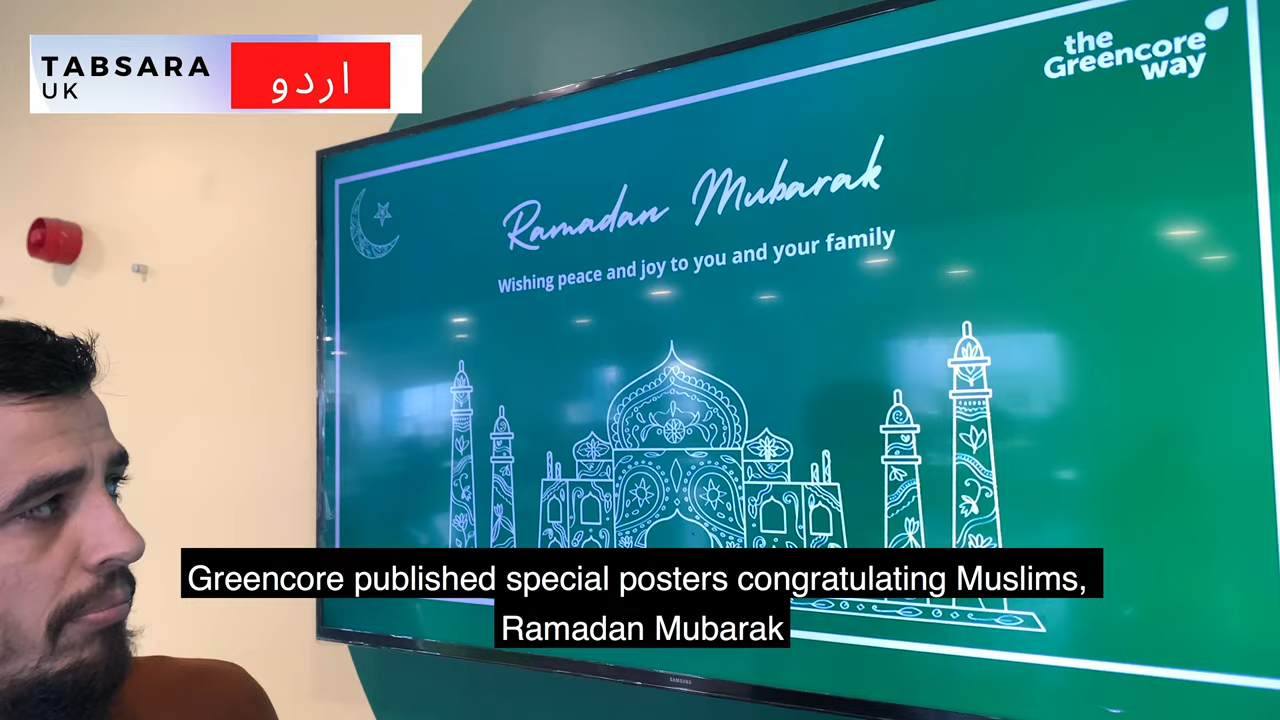 TABSARA
UK
اردو
the
Greencore
way
Ramadan Mubarak
Wishing peace and joy to you and your family
Greencore published special posters congratulating Muslims,
Ramadan Mubarak
SAMSUNG